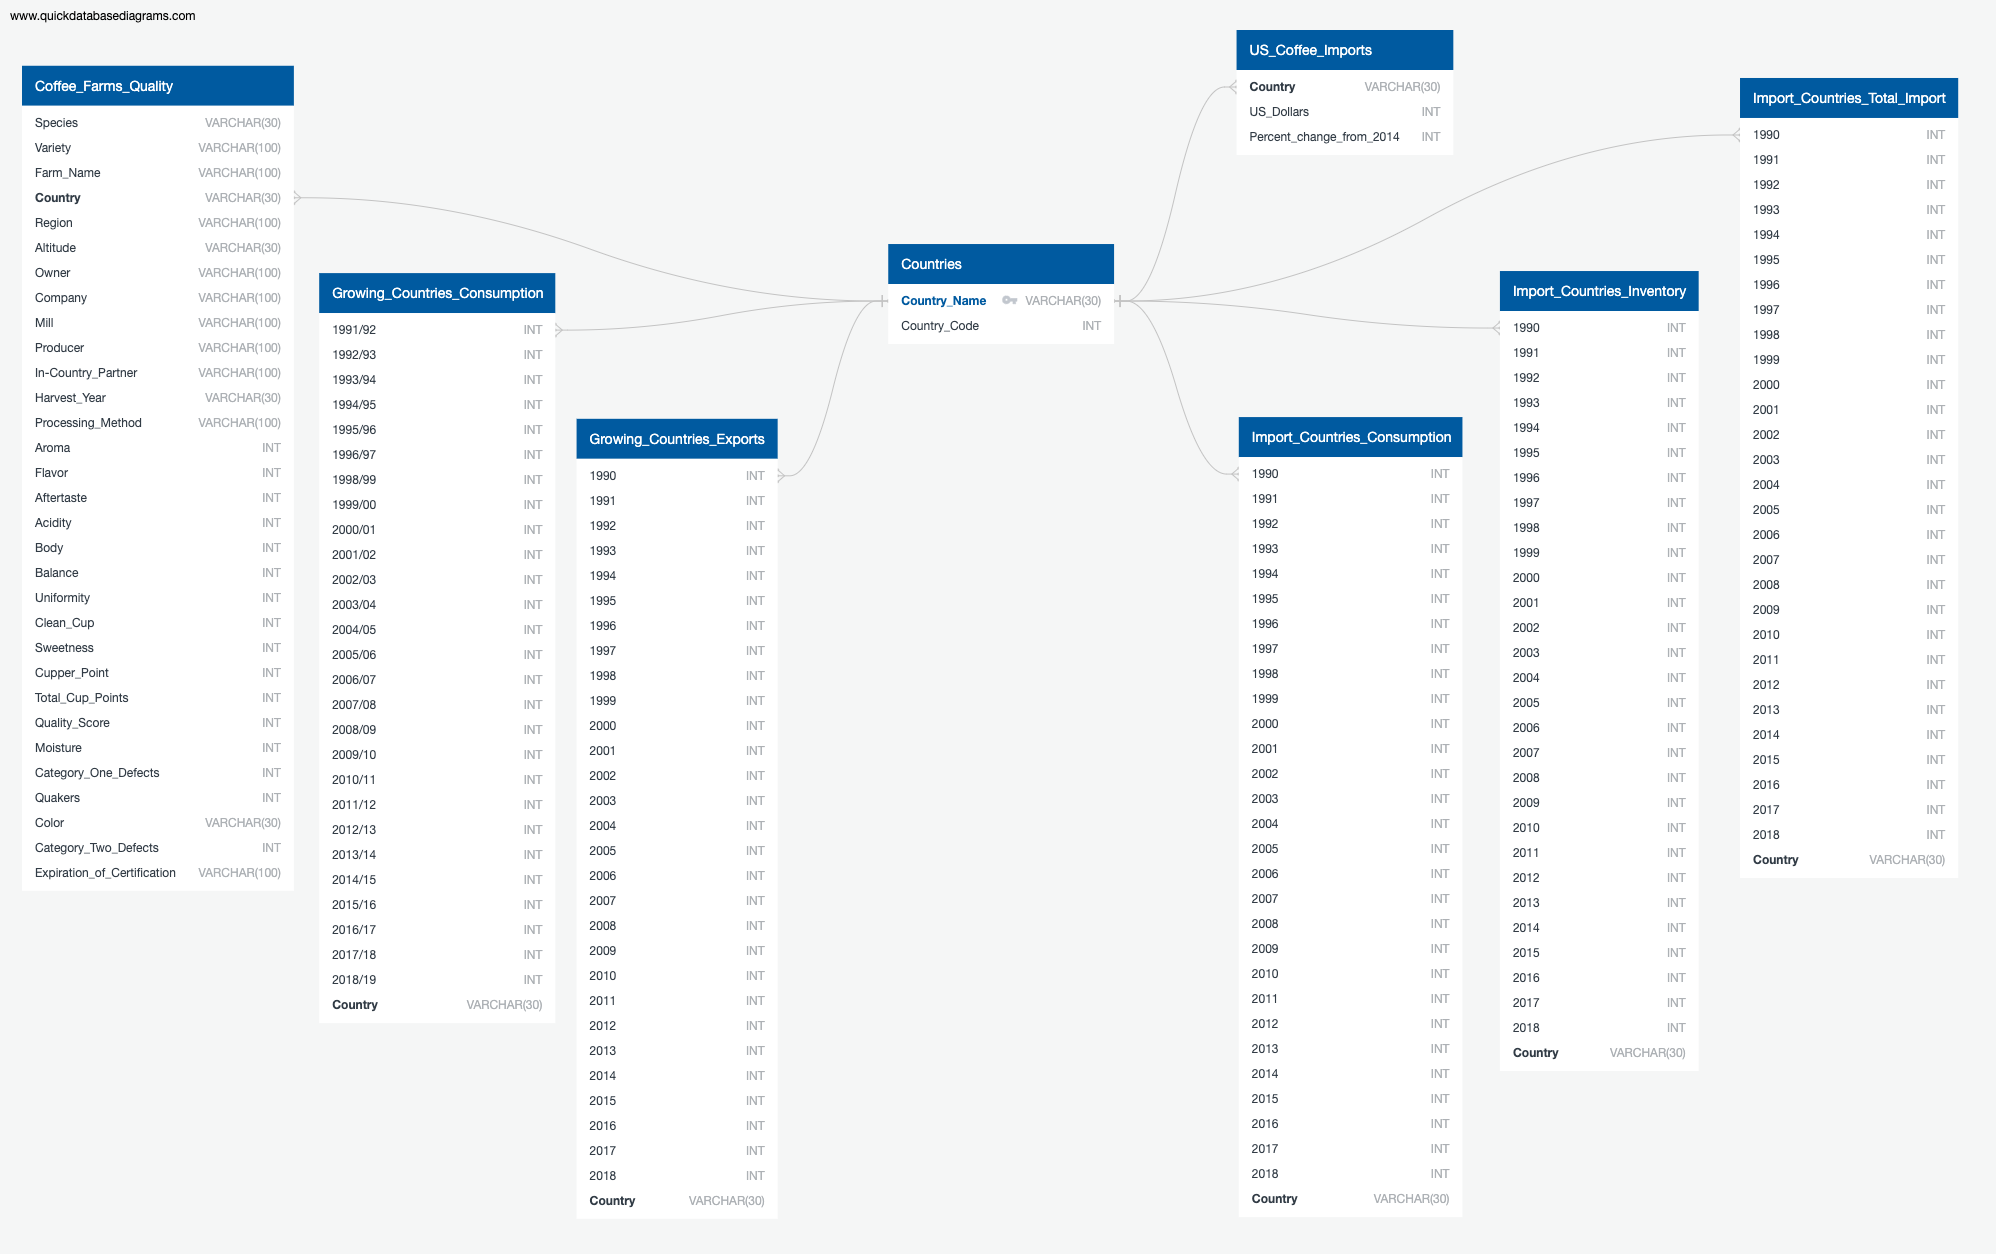 www.quickdatabasediagrams.com
Coffee_Farms_Quality
Species VARCHAR(30)
Variety VARCHAR(100)
Farm_Name VARCHAR(100)
Country VARCHAR(30)
Region VARCHAR(100)
Altitude VARCHAR(30)
Owner VARCHAR(100)
Company VARCHAR(100)
Mill VARCHAR(100)
Producer VARCHAR(100)
In-Country_Partner VARCHAR(100)
Harvest_Year VARCHAR(30)
Processing_Method VARCHAR(100)
Aroma INT
Flavor INT
Aftertaste INT
Acidity INT
Body INT
Balance INT
Uniformity INT
Clean_Cup INT
Sweetness INT
Cupper_Point INT
Total_Cup_Points INT
Quality_Score INT
Moisture INT
Category_One_Defects INT
Quakers INT
Color VARCHAR(30)
Category_Two_Defects INT
Expiration_of_Certification VARCHAR(100)
Growing_Countries_Consumption
1991/92 INT
1992/93 INT
1993/94 INT
1994/95 INT
1995/96 INT
1996/97 INT
1998/99 INT
1999/00 INT
2000/01 INT
2001/02 INT
2002/03 INT
2003/04 INT
2004/05 INT
2005/06 INT
2006/07 INT
2007/08 INT
2008/09 INT
2009/10 INT
2010/11 INT
2011/12 INT
2012/13 INT
2013/14 INT
2014/15 INT
2015/16 INT
2016/17 INT
2017/18 INT
2018/19 INT
Country VARCHAR(30)
Growing_Countries_Exports
1990 INT
1991 INT
1992 INT
1993 INT
1994 INT
1995 INT
1996 INT
1997 INT
1998 INT
1999 INT
2000 INT
2001 INT
2002 INT
2003 INT
2004 INT
2005 INT
2006 INT
2007 INT
2008 INT
2009 INT
2010 INT
2011 INT
2012 INT
2013 INT
2014 INT
2015 INT
2016 INT
2017 INT
2018 INT
Country VARCHAR(30)
Countries
Country_Name VARCHAR(30)
Country_Code INT
US_Coffee_Imports
Country VARCHAR(30)
US_Dollars INT
Percent_change_from_2014 INT
Import_Countries_Consumption
1990 INT
1991 INT
1992 INT
1993 INT
1994 INT
1995 INT
1996 INT
1997 INT
1998 INT
1999 INT
2000 INT
2001 INT
2002 INT
2003 INT
2004 INT
2005 INT
2006 INT
2007 INT
2008 INT
2009 INT
2010 INT
2011 INT
2012 INT
2013 INT
2014 INT
2015 INT
2016 INT
2017 INT
2018 INT
Country VARCHAR(30)
Import_Countries_Inventory
1990 INT
1991 INT
1992 INT
1993 INT
1994 INT
1995 INT
1996 INT
1997 INT
1998 INT
1999 INT
2000 INT
2001 INT
2002 INT
2003 INT
2004 INT
2005 INT
2006 INT
2007 INT
2008 INT
2009 INT
2010 INT
2011 INT
2012 INT
2013 INT
2014 INT
2015 INT
2016 INT
2017 INT
2018 INT
Country VARCHAR(30)
Import_Countries_Total_Import
1990 INT
1991 INT
1992 INT
1993 INT
1994 INT
1995 INT
1996 INT
1997 INT
1998 INT
1999 INT
2000 INT
2001 INT
2002 INT
2003 INT
2004 INT
2005 INT
2006 INT
2007 INT
2008 INT
2009 INT
2010 INT
2011 INT
2012 INT
2013 INT
2014 INT
2015 INT
2016 INT
2017 INT
2018 INT
Country VARCHAR(30)